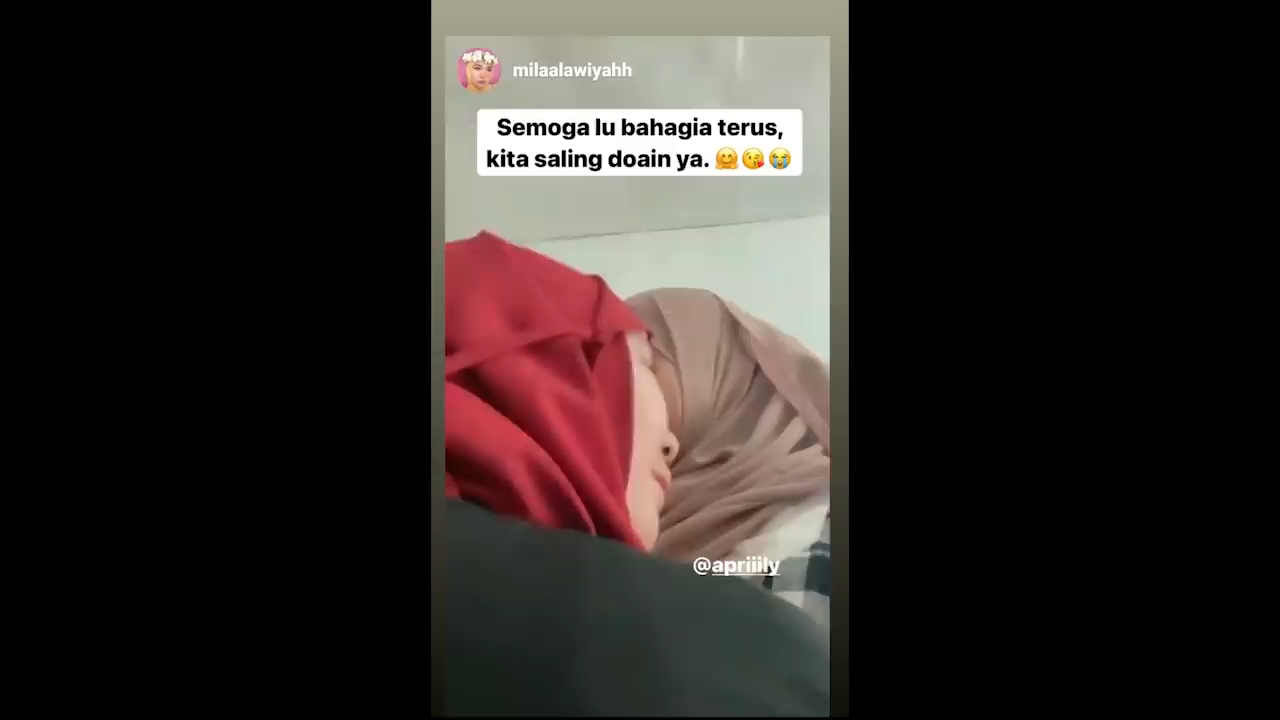 milaalawiyahh
Semoga lu bahagia terus,
kita saling doain ya. 🤗😘😭
@apriiily